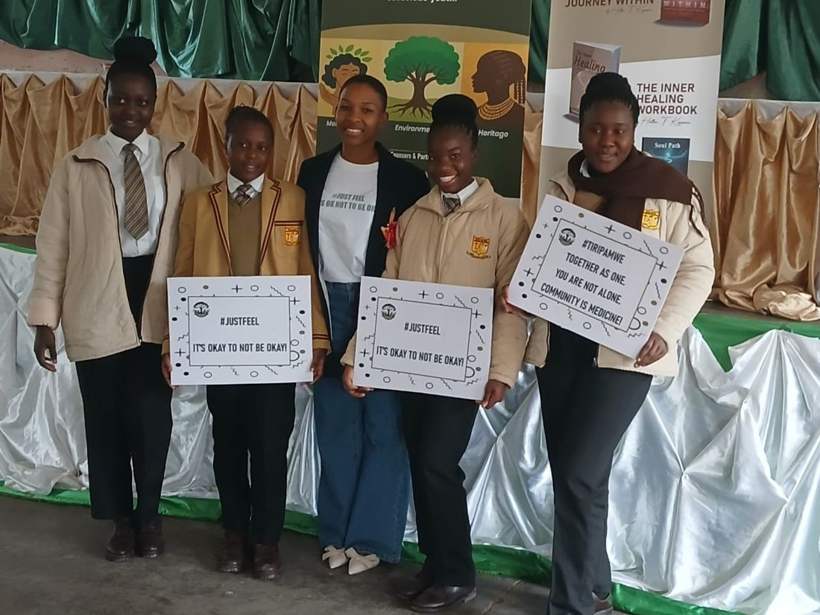 JOURNEY WITHIN
THE INNER
HEALING
WORKBOOK
Healing
Soul Path
Environment
Heritage
#JUST FEEL
#JUSTFEEL
IT'S OKAY TO NOT BE OKAY!
#JUSTFEEL
IT'S OKAY TO NOT BE OKAY!
#TIRIPAMWE
TOGETHER AS ONE.
YOU ARE NOT ALONE.
COMMUNITY IS MEDICINE!